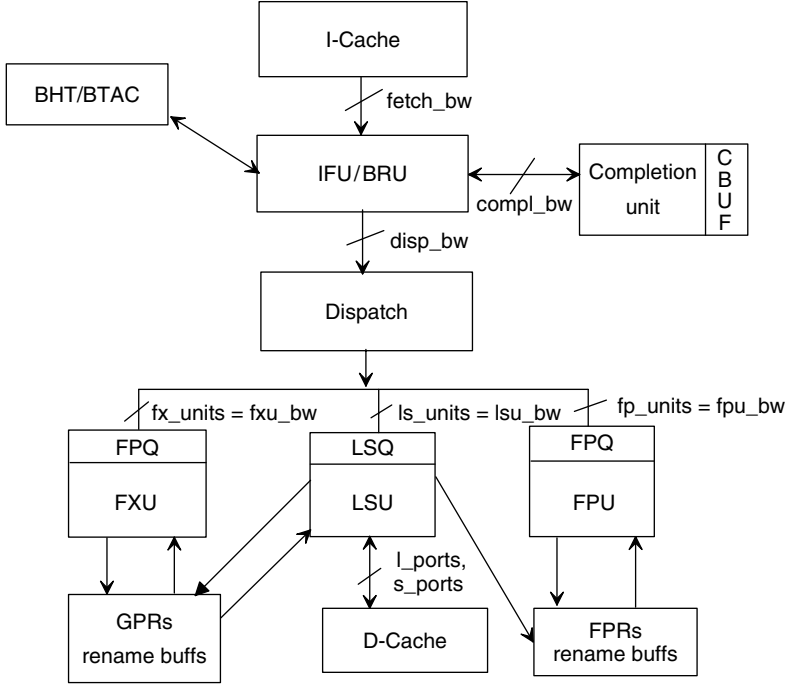 I-Cache
BHT/BTAC
fetch_bw
IFU/BRU
Completion
unit
C
B
U
F
compl_bw
disp_bw
Dispatch
fx_units = fxu_bw
ls_units = lsu_bw
fp_units = fpu_bw
FPQ
LSQ
FPQ
FXU
LSU
FPU
l_ports,
s_ports
GPRs
rename buffs
D-Cache
FPRs
rename buffs